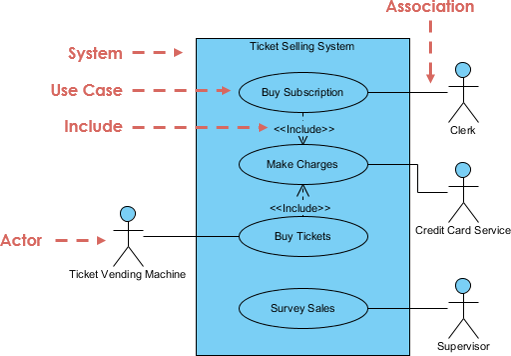 Association
Ticket Selling System
System
Use Case
Buy Subscription
Include
<<Include>>
Clerk
Make Charges
<<Include>>
Credit Card Service
Actor
Buy Tickets
Ticket Vending Machine
Survey Sales
Supervisor